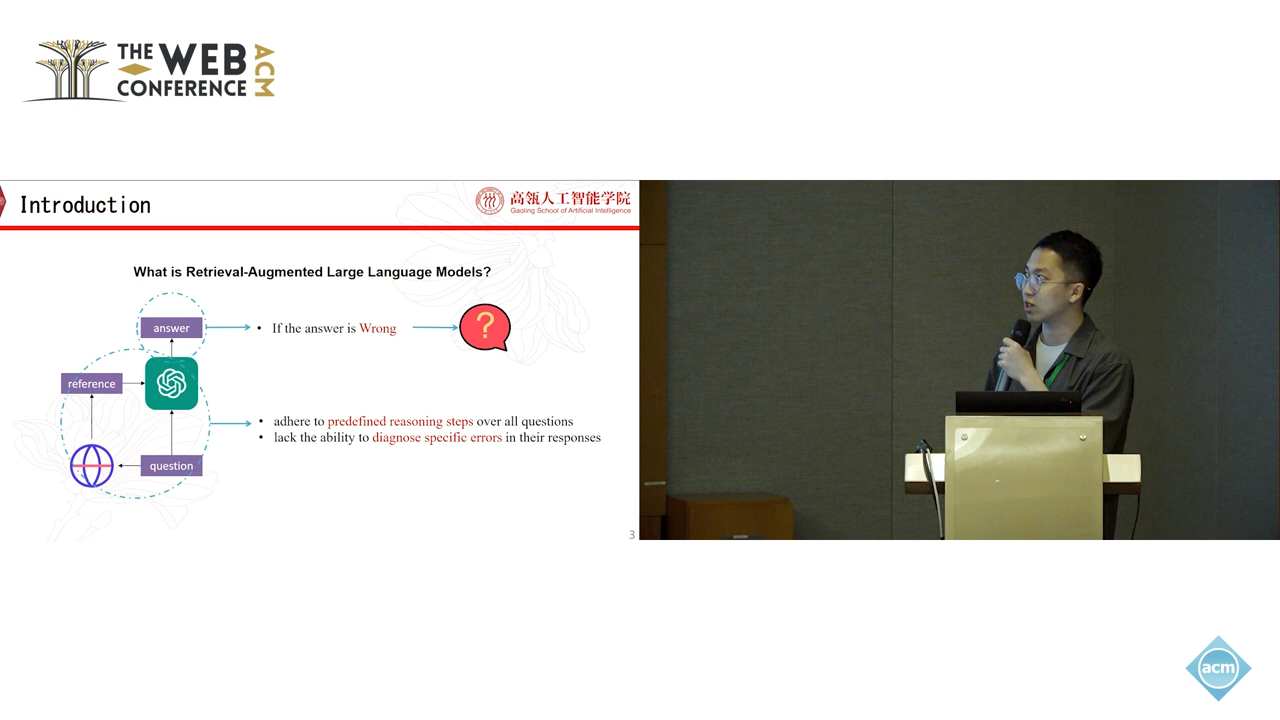 THE WEB
CONFERENCE
ACM
Introduction
高瓴人工智能学院
Gaoling School of Artificial Intelligence
What is Retrieval-Augmented Large Language Models?
answer
• If the answer is Wrong
?
reference
• adhere to predefined reasoning steps over all questions
• lack the ability to diagnose specific errors in their responses
question
3
acm